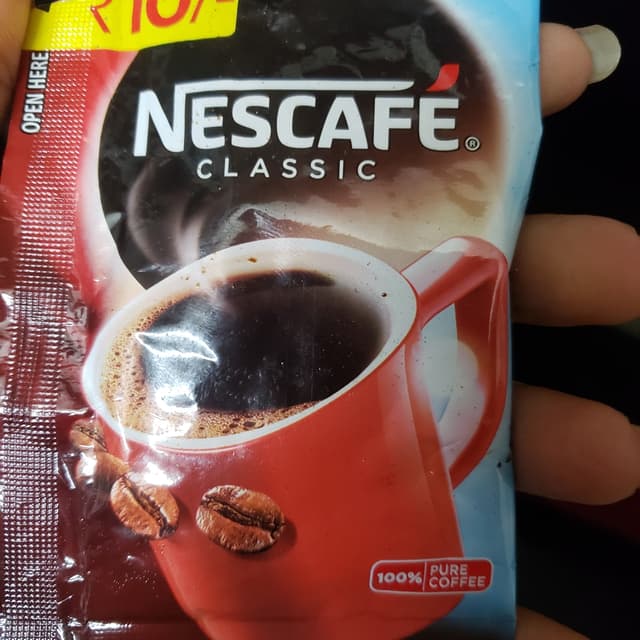 ₹10/-
OPEN HERE
NESCAFÉ®
CLASSIC
100% PURE
COFFEE